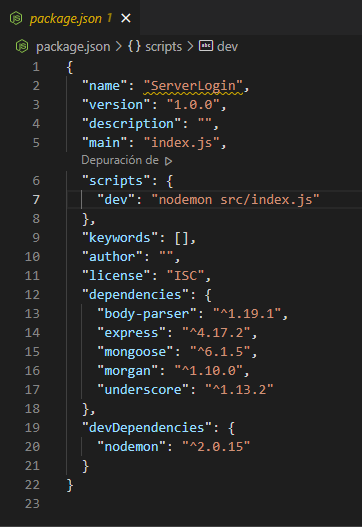 package.json 1
package.json > {} scripts > abc dev
1 {
2 "name": "ServerLogin",
3 "version": "1.0.0",
4 "description": "",
5 "main": "index.js",
Depuración de
6 "scripts": {
7 "dev": "nodemon src/index.js"
8 },
9 "keywords": [],
10 "author": "",
11 "license": "ISC",
12 "dependencies": {
13 "body-parser": "^1.19.1",
14 "express": "^4.17.2",
15 "mongoose": "^6.1.5",
16 "morgan": "^1.10.0",
17 "underscore": "^1.13.2"
18 },
19 "devDependencies": {
20 "nodemon": "^2.0.15"
21 }
22 }
23